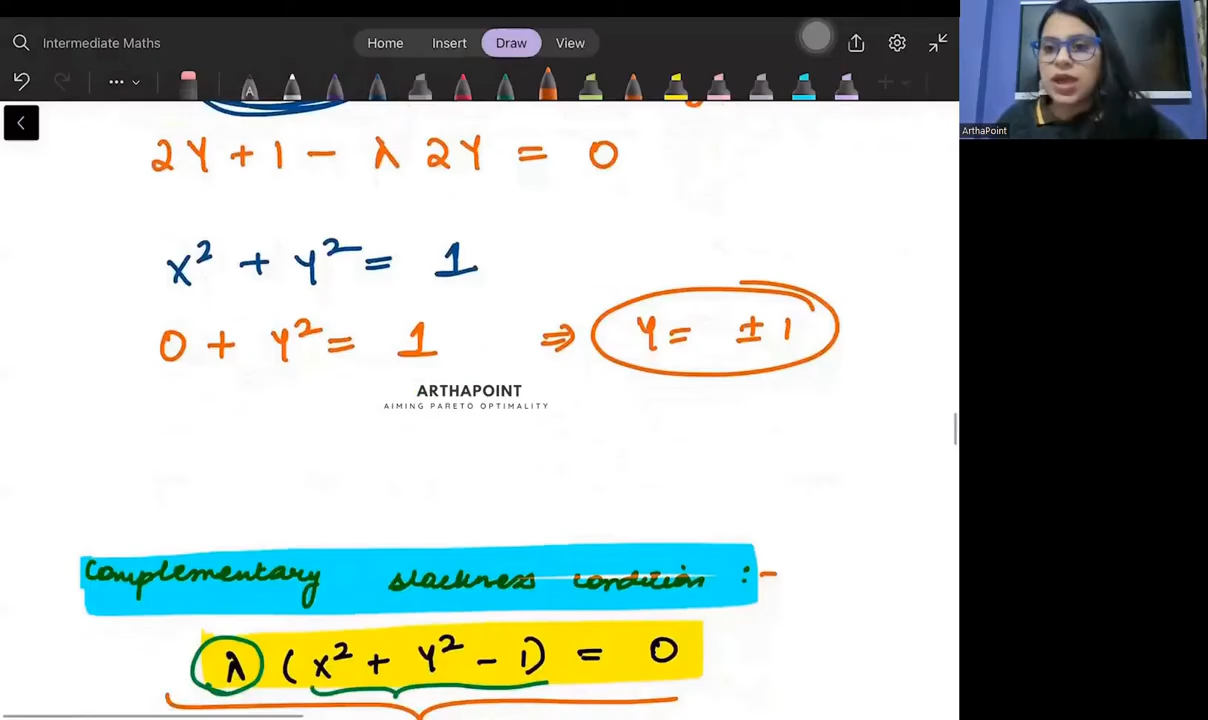 Intermediate Maths
Home Insert Draw View
A
ArthaPoint
2Y + 1 - λ 2Y = 0
x² + y² = 1
0 + y² = 1 ⇒ y = ± 1
ARTHAPOINT
AIMING PARETO OPTIMALITY
Complementary slackness condition :-
λ (x² + y² - 1) = 0